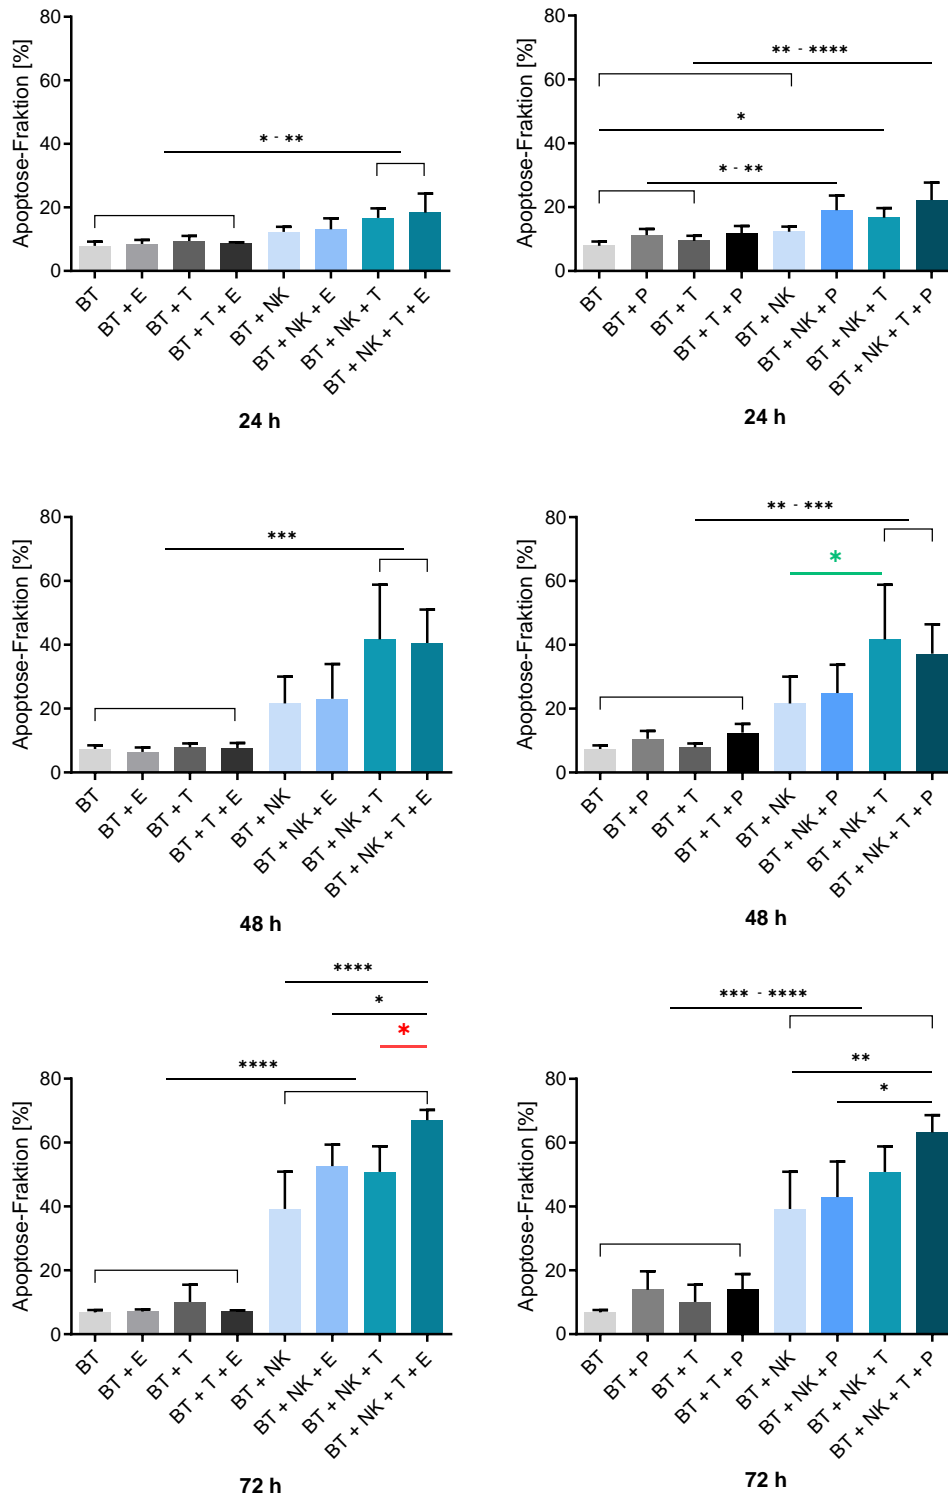 Apoptose-Fraktion [%]
80
60
40
20
0
* - **
BT
BT + E
BT + T
BT + T + E
BT + NK
BT + NK + E
BT + NK + T
BT + NK + T + E
24 h
Apoptose-Fraktion [%]
80
60
40
20
0
** - ****
*
* - **
BT
BT + P
BT + T
BT + T + P
BT + NK
BT + NK + P
BT + NK + T
BT + NK + T + P
24 h
Apoptose-Fraktion [%]
80
60
40
20
0
***
BT
BT + E
BT + T
BT + T + E
BT + NK
BT + NK + E
BT + NK + T
BT + NK + T + E
48 h
Apoptose-Fraktion [%]
80
60
40
20
0
** - ***
*
BT
BT + P
BT + T
BT + T + P
BT + NK
BT + NK + P
BT + NK + T
BT + NK + T + P
48 h
Apoptose-Fraktion [%]
80
60
40
20
0
****
*
*
****
BT
BT + E
BT + T
BT + T + E
BT + NK
BT + NK + E
BT + NK + T
BT + NK + T + E
72 h
Apoptose-Fraktion [%]
80
60
40
20
0
*** - ****
**
*
BT
BT + P
BT + T
BT + T + P
BT + NK
BT + NK + P
BT + NK + T
BT + NK + T + P
72 h